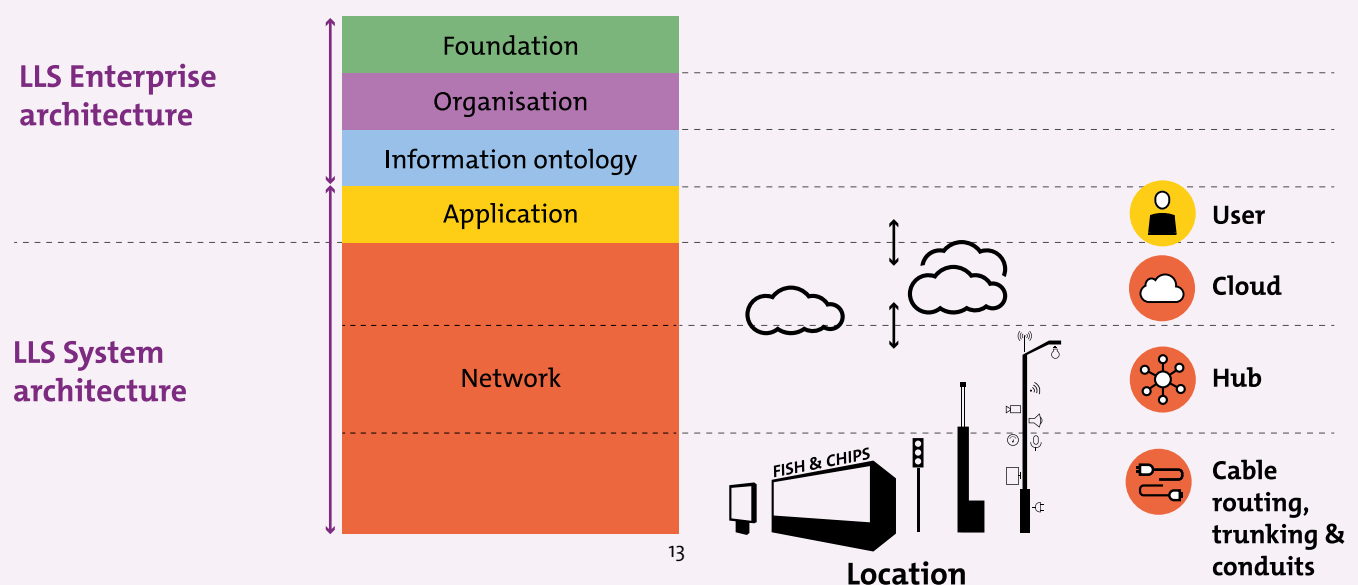 LLS Enterprise
architecture
Foundation
Organisation
Information ontology
Application
User
Cloud
LLS System
architecture
Network
Hub
FISH & CHIPS
Cable
routing,
trunking &
conduits
13
Location